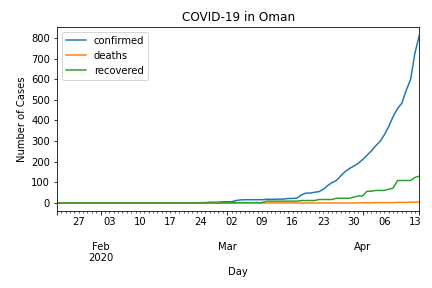 COVID-19 in Oman
confirmed
deaths
recovered
Number of Cases
800
700
600
500
400
300
200
100
0
27 03 10 17 24 02 09 16 23 30 06 13
Feb Mar Apr
2020
Day